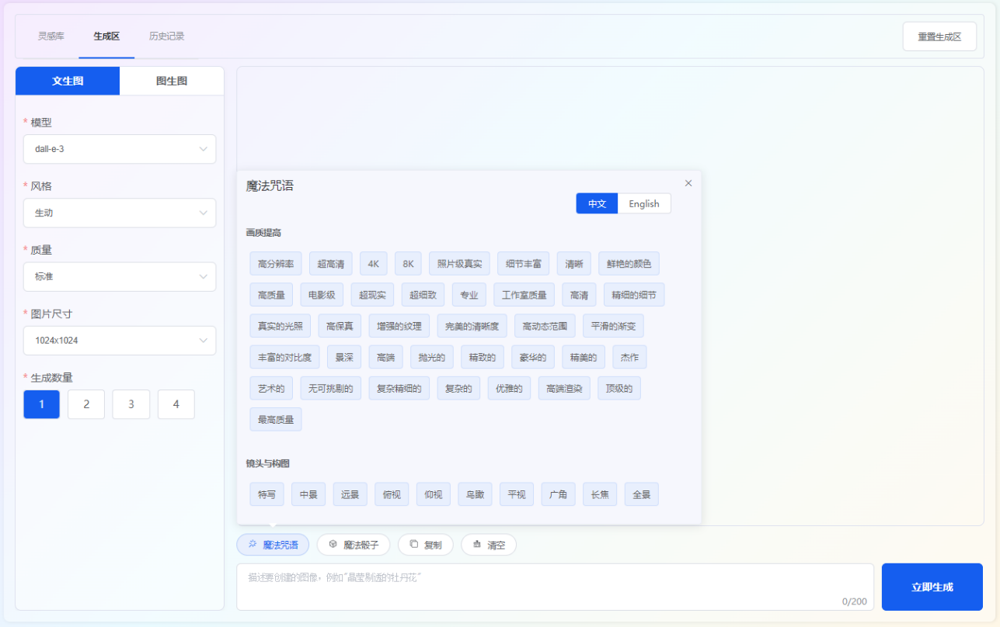 灵感库 生成区 历史记录 重置生成区
文生图 图生图
* 模型
dall-e-3
* 风格
生动
* 质量
标准
* 图片尺寸
1024x1024
* 生成数量
1 2 3 4
魔法咒语
中文 English
画质提高
高分辨率 超高清 4K 8K 照片级真实 细节丰富 清晰 鲜艳的颜色
高质量 电影级 超现实 超细致 专业 工作室质量 高清 精细的细节
真实的光照 高保真 增强的纹理 完美的清晰度 高动态范围 平滑的渐变
丰富的对比度 景深 高端 抛光的 精致的 豪华的 精美的 杰作
艺术的 无可挑剔的 复杂精细的 复杂的 优雅的 高端渲染 顶级的
最高质量
镜头与构图
特写 中景 远景 俯视 仰视 鸟瞰 平视 广角 长焦 全景
魔法咒语 魔法骰子 复制 清空
描述要创建的图像，例如"晶莹剔透的牡丹花"
0/200
立即生成